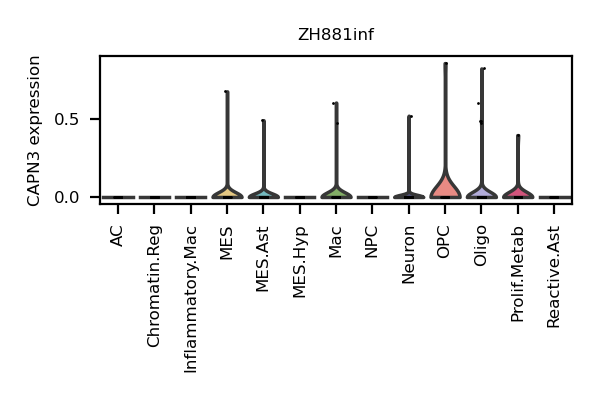 ZH881inf
CAPN3 expression
0.5
0.0
AC
Chromatin.Reg
Inflammatory.Mac
MES
MES.Ast
MES.Hyp
Mac
NPC
Neuron
OPC
Oligo
Prolif.Metab
Reactive.Ast